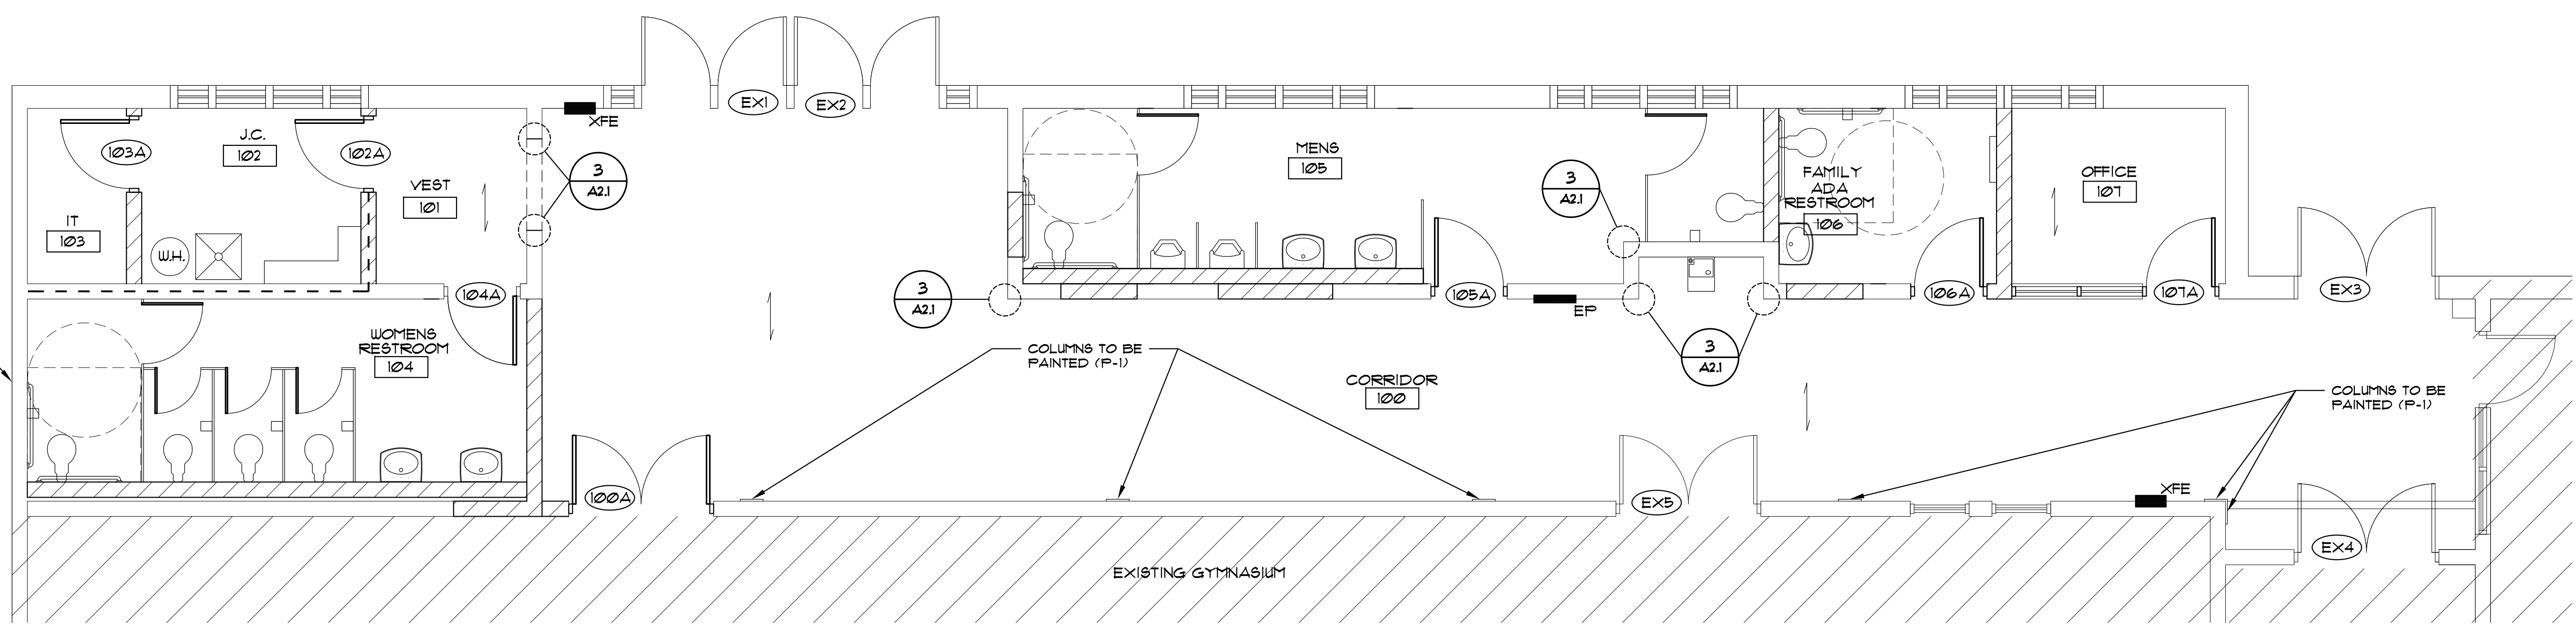 EX1
EX2
XFE
J.C.
102
103A
102A
VEST
101
IT
103
W.H.
3
A2.1
MENS
105
3
A2.1
FAMILY
ADA
RESTROOM
106
OFFICE
107
104A
3
A2.1
105A
EP
106A
107A
EX3
WOMENS
RESTROOM
104
COLUMNS TO BE
PAINTED (P-1)
3
A2.1
CORRIDOR
100
COLUMNS TO BE
PAINTED (P-1)
100A
EX5
XFE
EX4
EXISTING GYMNASIUM